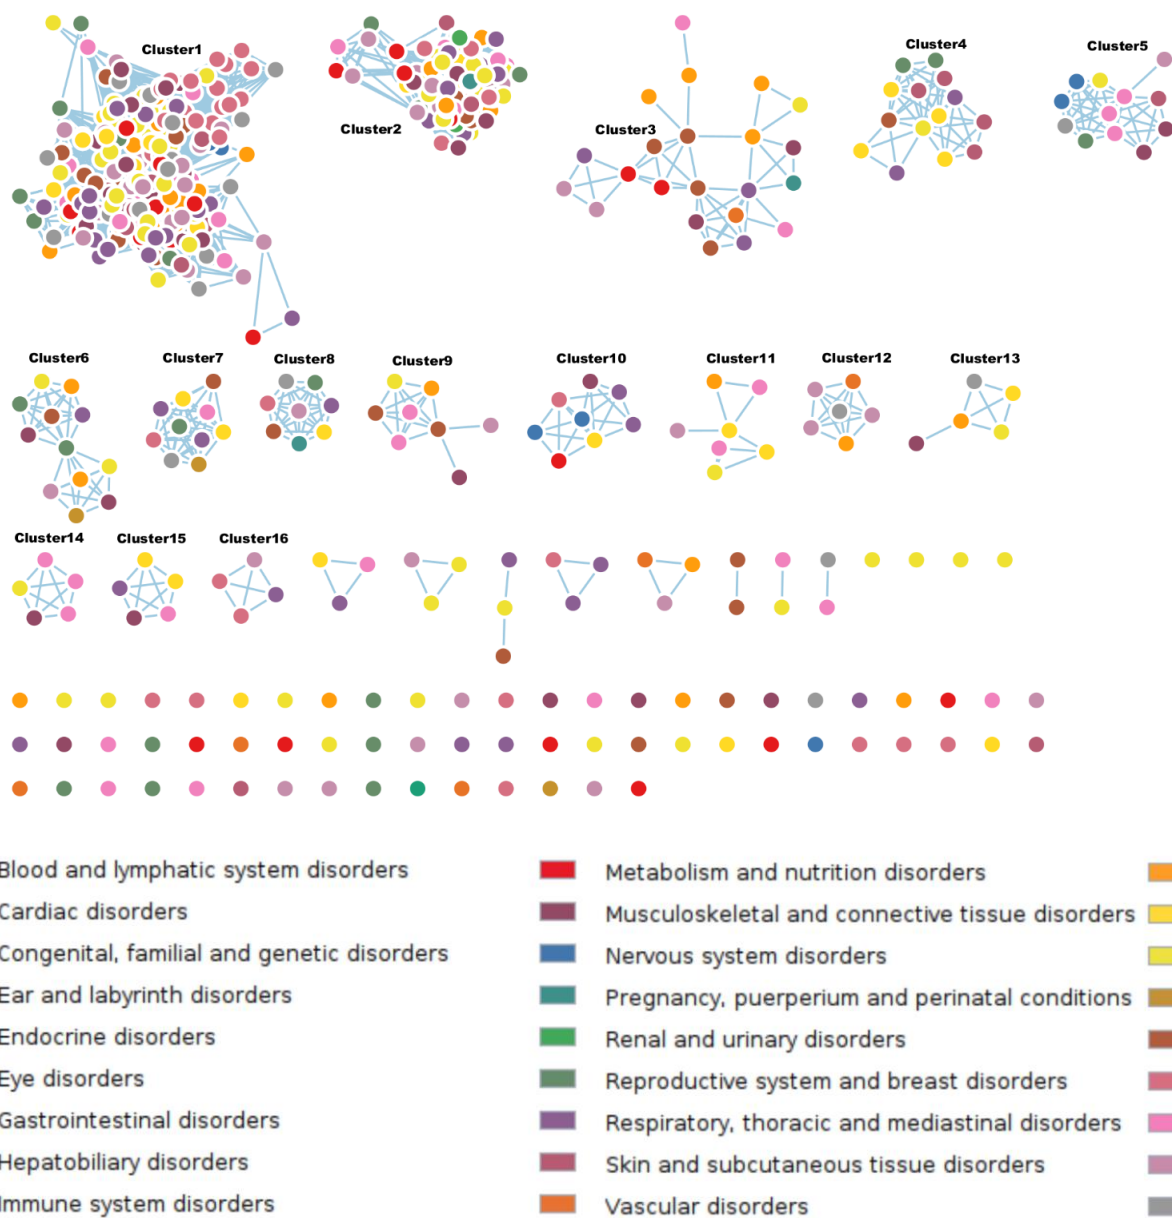 Cluster1
Cluster2
Cluster3
Cluster4
Cluster5
Cluster6
Cluster7
Cluster8
Cluster9
Cluster10
Cluster11
Cluster12
Cluster13
Cluster14
Cluster15
Cluster16
Blood and lymphatic system disorders
Cardiac disorders
Congenital, familial and genetic disorders
Ear and labyrinth disorders
Endocrine disorders
Eye disorders
Gastrointestinal disorders
Hepatobiliary disorders
Immune system disorders
Metabolism and nutrition disorders
Musculoskeletal and connective tissue disorders
Nervous system disorders
Pregnancy, puerperium and perinatal conditions
Renal and urinary disorders
Reproductive system and breast disorders
Respiratory, thoracic and mediastinal disorders
Skin and subcutaneous tissue disorders
Vascular disorders